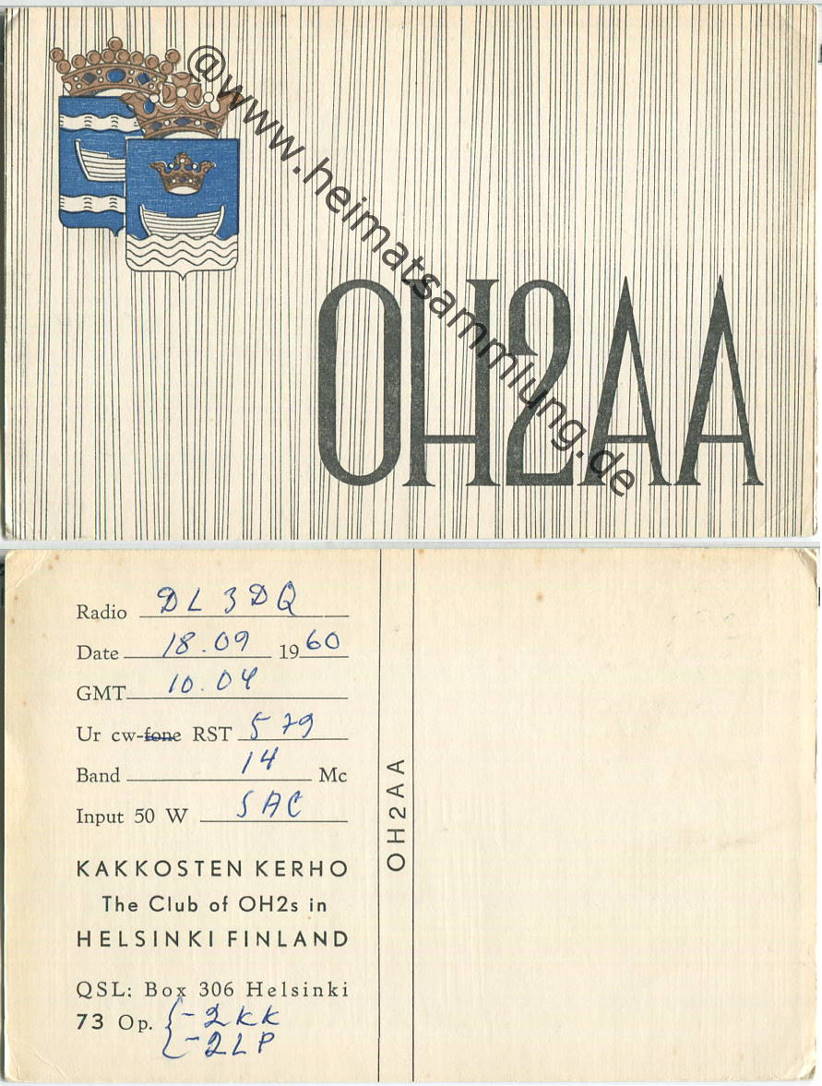 @www.heimatsammlung.de
OH2AA
Radio DL3DQ
Date 18.09 1960
GMT 10.04
Ur cw-fone RST 579
Band 14 Mc
Input 50 W SAC
KAKKOSTEN KERHO
The Club of OH2s in
HELSINKI FINLAND
QSL: Box 306 Helsinki
73 Op. {-2KK
-2LP
OH2AA